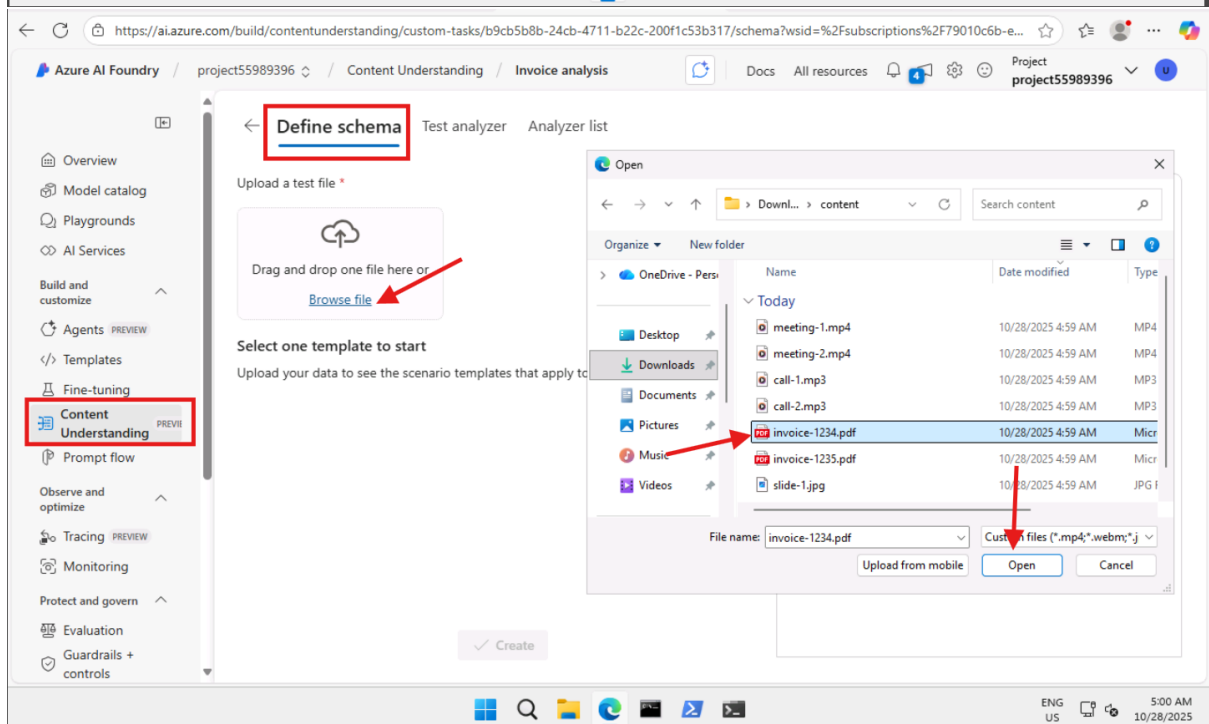 https://ai.azure.com/build/contentunderstanding/custom-tasks/b9cb5b8b-24cb-4711-b22c-200f1c53b317/schema?wsid=%2Fsubscriptions%2F79010c6b-e...
Azure AI Foundry / project55989396 / Content Understanding / Invoice analysis
4
Docs All resources
Project
project55989396
U
Overview
Model catalog
Playgrounds
AI Services
Build and
customize
Agents PREVIEW
Templates
Fine-tuning
Content
Understanding PREVII
Prompt flow
Observe and
optimize
Tracing PREVIEW
Monitoring
Protect and govern
Evaluation
Guardrails +
controls
Define schema Test analyzer Analyzer list
Upload a test file *
Drag and drop one file here or
Browse file
Select one template to start
Upload your data to see the scenario templates that apply to
Create
Open
Downl... > content
Search content
Organize New folder
OneDrive - Pers
Desktop
Downloads
Documents
Pictures
Music
Videos
Name Date modified Type
Today
meeting-1.mp4 10/28/2025 4:59 AM MP4
meeting-2.mp4 10/28/2025 4:59 AM MP4
call-1.mp3 10/28/2025 4:59 AM MP3
call-2.mp3 10/28/2025 4:59 AM MP3
PDF invoice-1234.pdf 10/28/2025 4:59 AM Micr
PDF invoice-1235.pdf 10/28/2025 4:59 AM Micr
slide-1.jpg 10/28/2025 4:59 AM JPG F
File name: invoice-1234.pdf
files (*.mp4;*.webm;*.j
Upload from mobile Open Cancel
ENG
US
5:00 AM
10/28/2025